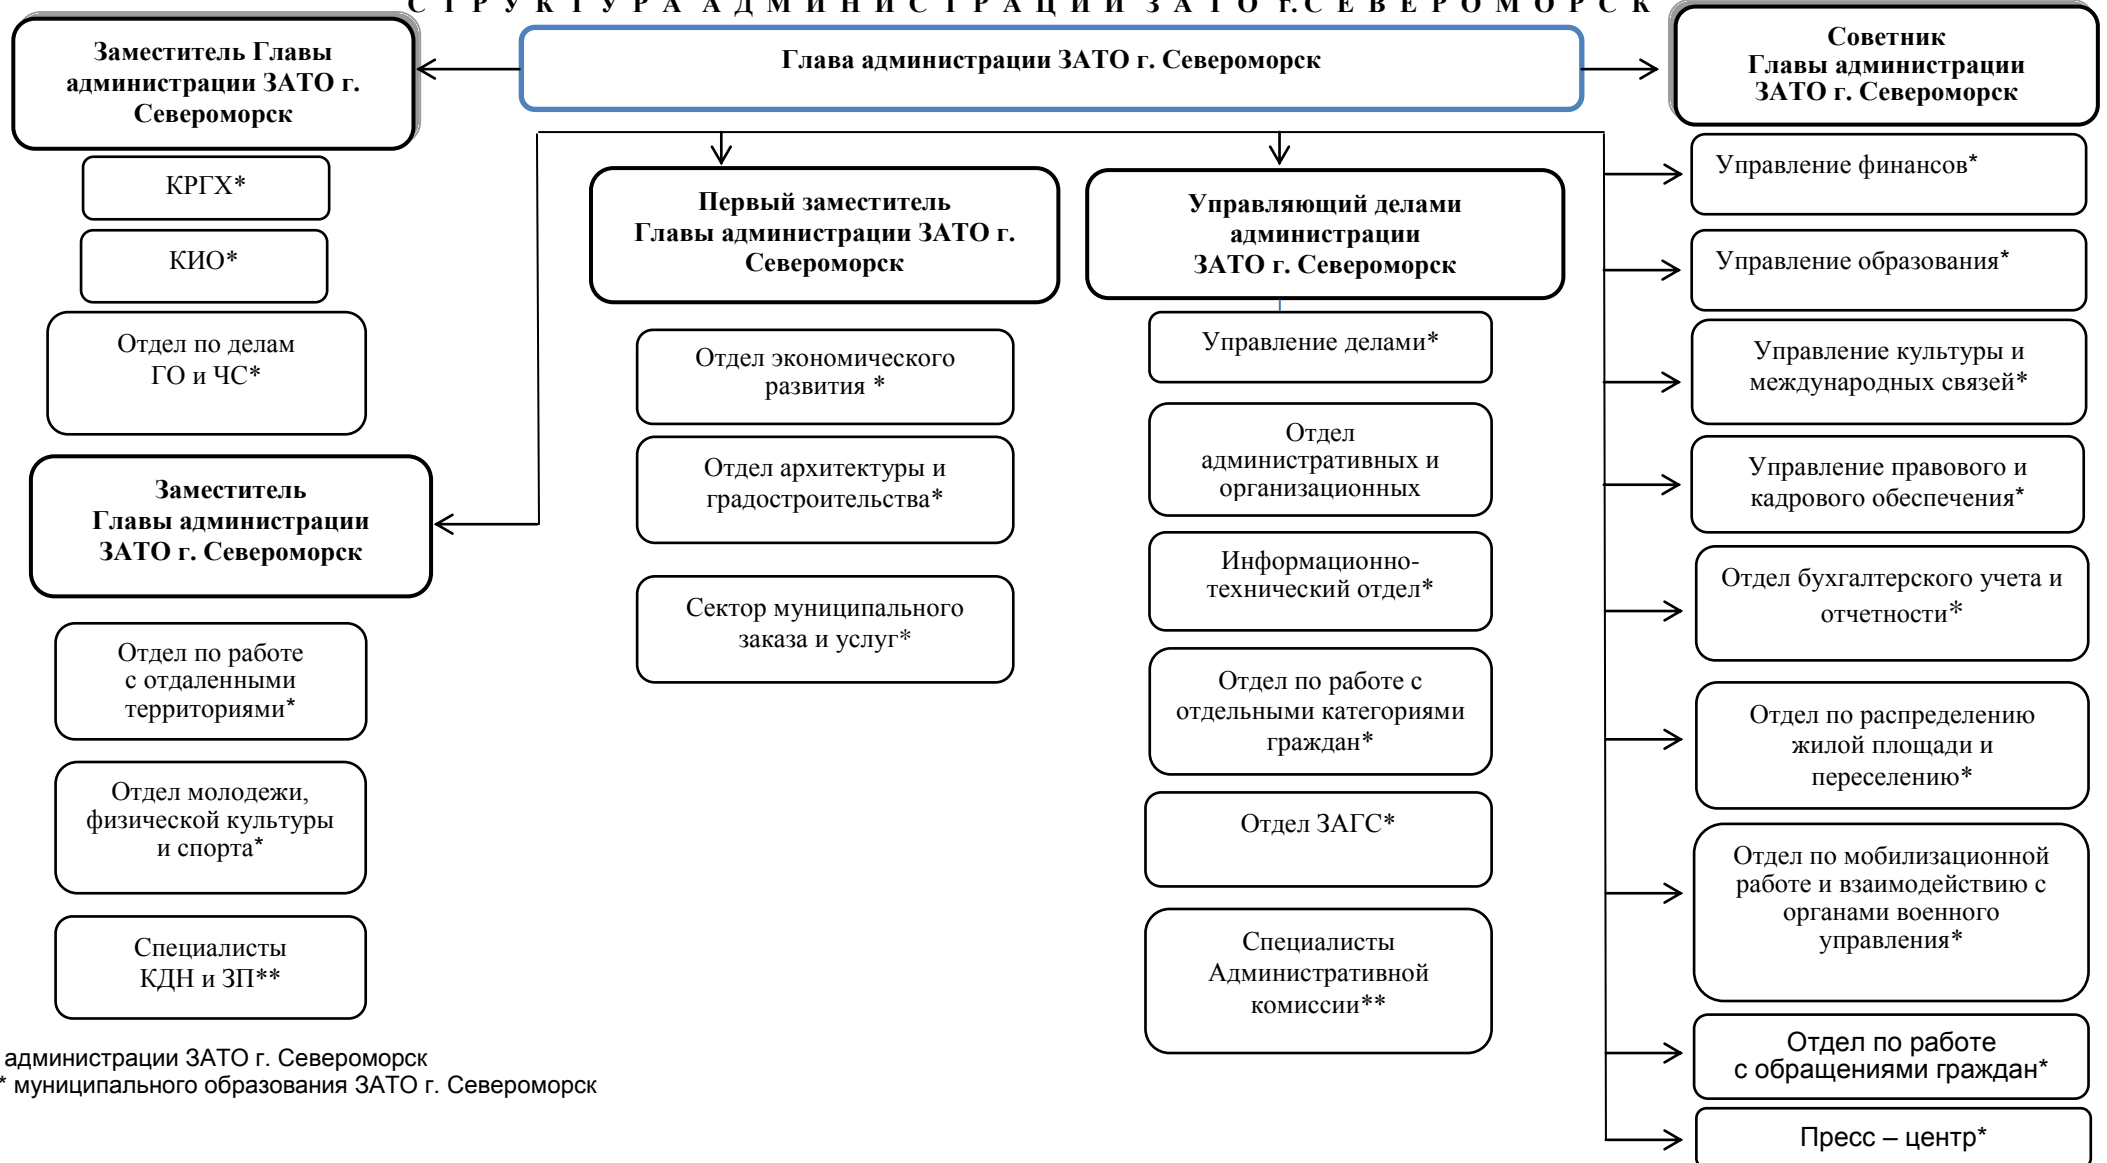 С Т Р У К Т У Р А А Д М И Н И С Т Р А Ц И И З А Т О г. С Е В Е Р О М О Р С К
Заместитель Главы
администрации ЗАТО г.
Североморск
Глава администрации ЗАТО г. Североморск
Советник
Главы администрации
ЗАТО г. Североморск
КРГХ*
КИО*
Отдел по делам
ГО и ЧС*
Заместитель
Главы администрации
ЗАТО г. Североморск
Отдел по работе
с отдаленными
территориями*
Отдел молодежи,
физической культуры
и спорта*
Специалисты
КДН и ЗП**
Первый заместитель
Главы администрации ЗАТО г.
Североморск
Отдел экономического
развития *
Отдел архитектуры и
градостроительства*
Сектор муниципального
заказа и услуг*
Управляющий делами
администрации
ЗАТО г. Североморск
Управление делами*
Отдел
административных и
организационных
Информационно-
технический отдел*
Отдел по работе с
отдельными категориями
граждан*
Отдел ЗАГС*
Специалисты
Административной
комиссии**
Управление финансов*
Управление образования*
Управление культуры и
международных связей*
Управление правового и
кадрового обеспечения*
Отдел бухгалтерского учета и
отчетности*
Отдел по распределению
жилой площади и
переселению*
Отдел по мобилизационной
работе и взаимодействию с
органами военного
управления*
Отдел по работе
с обращениями граждан*
Пресс – центр*
администрации ЗАТО г. Североморск
* муниципального образования ЗАТО г. Североморск